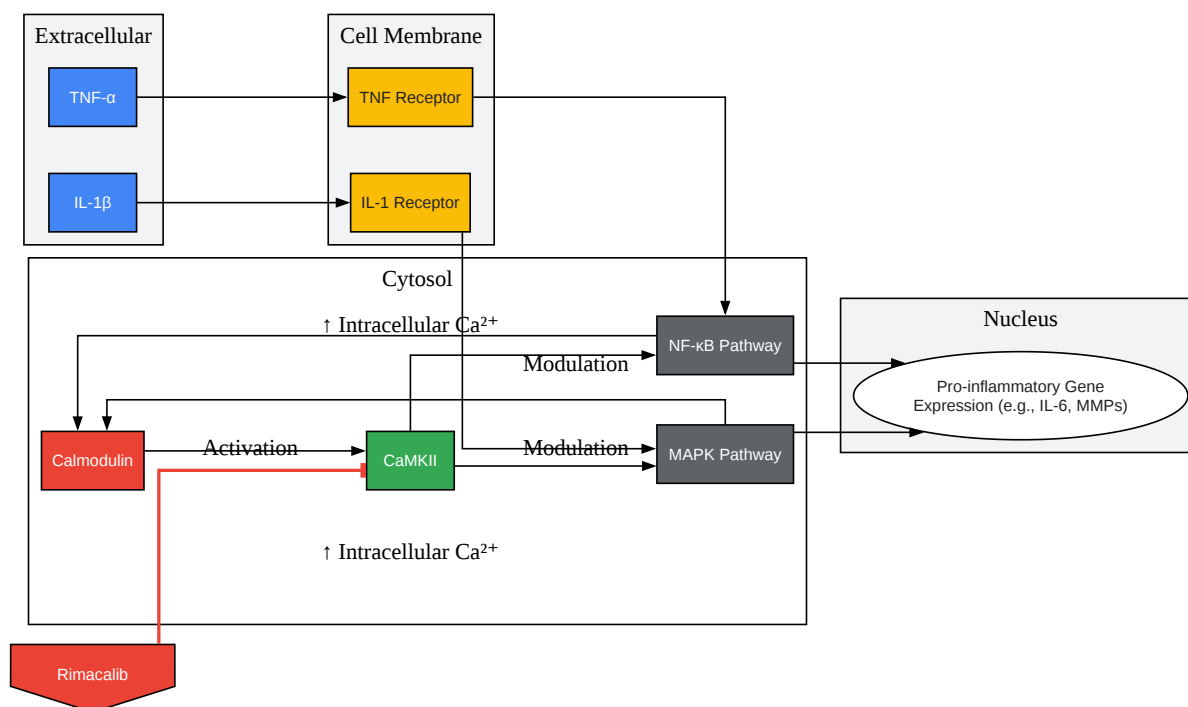 Extracellular
Cell Membrane
TNF-α
TNF Receptor
IL-1β
IL-1 Receptor
Cytosol
↑ Intracellular Ca²⁺
NF-κB Pathway
Modulation
Nucleus
Pro-inflammatory Gene
Expression (e.g., IL-6, MMPs)
Calmodulin
Activation
CaMKII
Modulation
MAPK Pathway
↑ Intracellular Ca²⁺
Rimacalib